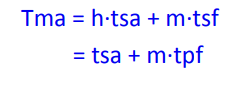 Tma = h·tsa + m·tsf
= tsa + m·tpf